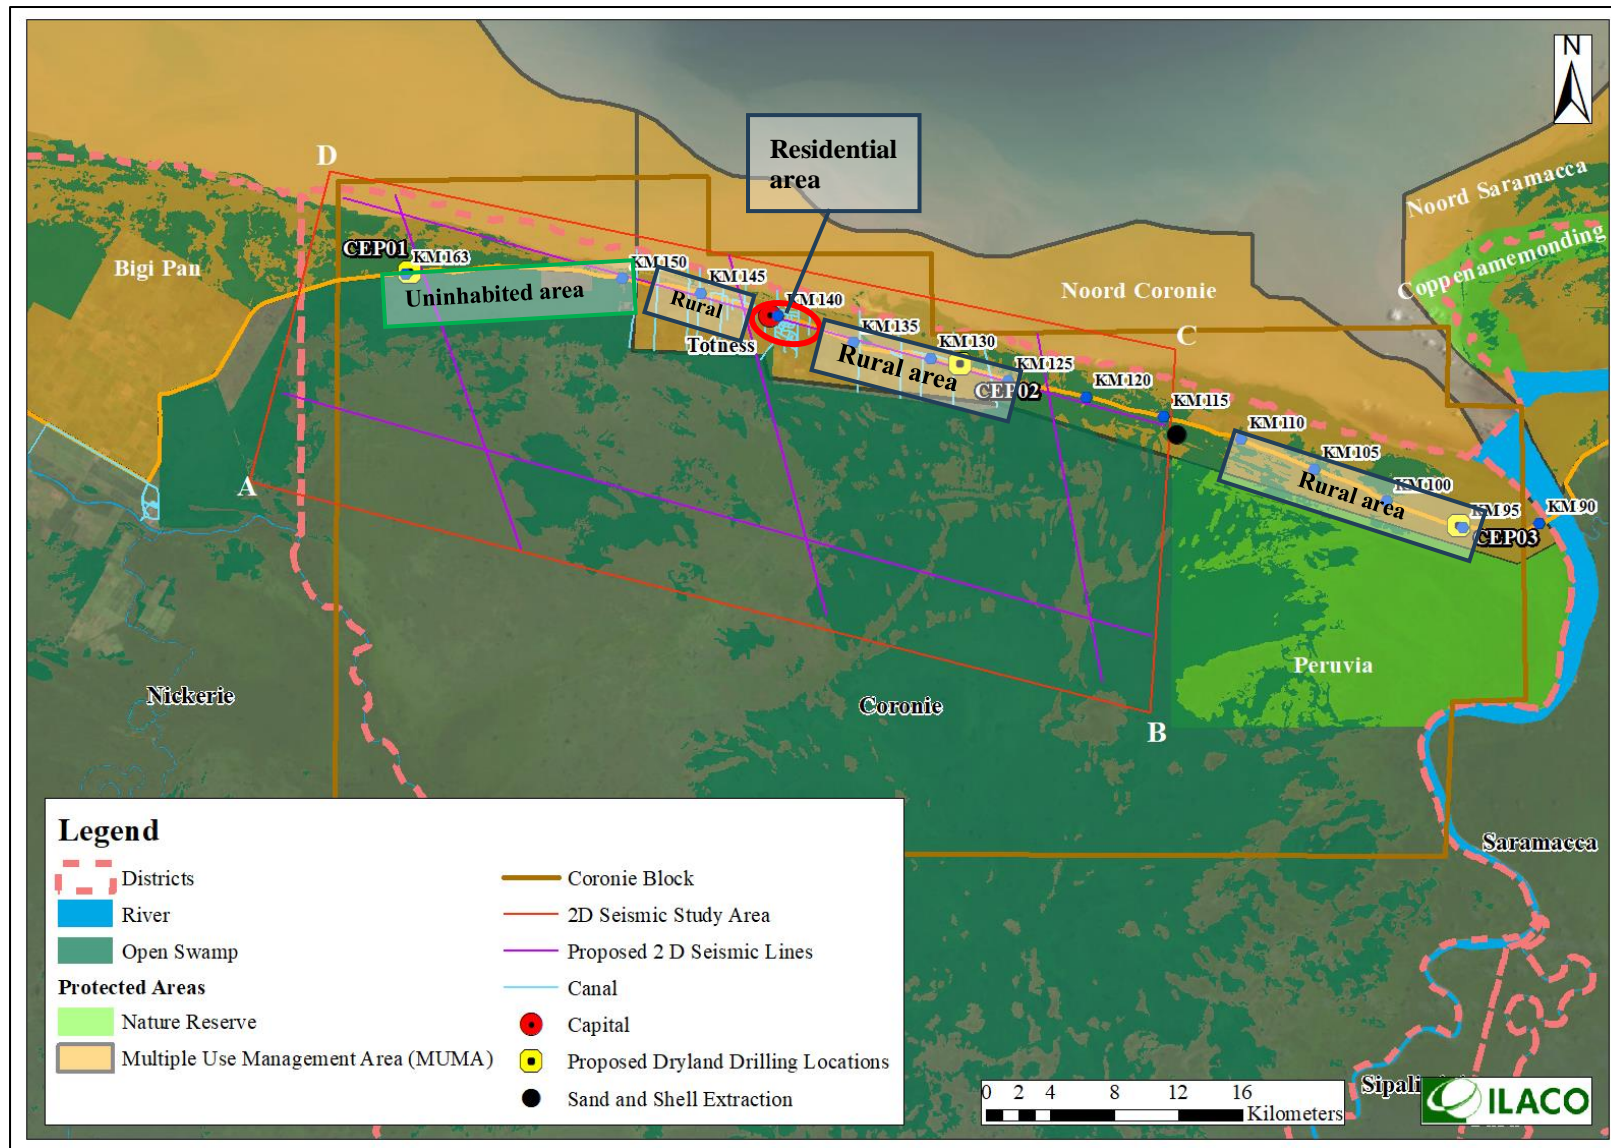 N
Residential
area
D
Noord Saramacca
Coppenamemonding
CEP01
KM 163
Bigi Pan
KM 150
KM 145
Noord Coronie
Uninhabited area
Rural
KM 140
C
Totness
KM 135
KM 130
Rural area
KM 125
CEP02
KM 120
KM 115
KM 110
KM 105
A
Rural area
KM 100
KM 95
KM 90
CEP03
Peruvia
Nickerie
Coronie
B
Saramacca
Legend
Districts
River
Open Swamp
Protected Areas
Nature Reserve
Multiple Use Management Area (MUMA)
Coronie Block
2D Seismic Study Area
Proposed 2 D Seismic Lines
Canal
Capital
Proposed Dryland Drilling Locations
Sand and Shell Extraction
0 2 4 8 12 16
Kilometers
ILACO